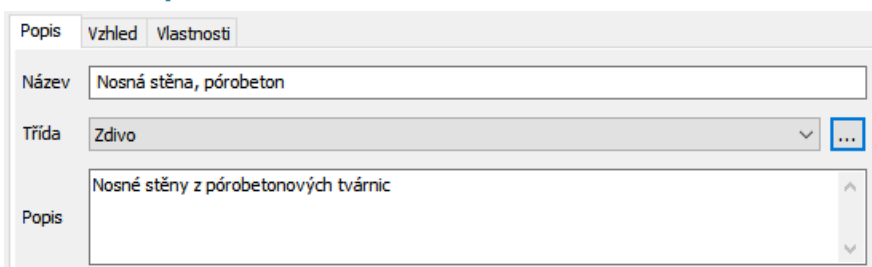 Popis Vzhled Vlastnosti
Název Nosná stěna, pórobeton
Třída Zdivo ...
Nosné stěny z pórobetonových tvárnic
Popis